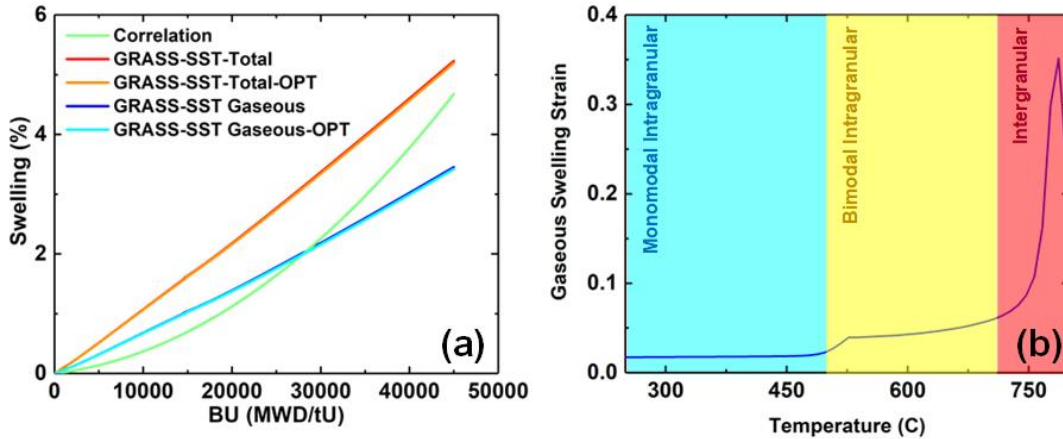 Swelling (%)
6
4
2
0
Correlation
GRASS-SST-Total
GRASS-SST-Total-OPT
GRASS-SST Gaseous
GRASS-SST Gaseous-OPT
(a)
0 10000 20000 30000 40000 50000
BU (MWD/tU)
Gaseous Swelling Strain
0.4
0.3
0.2
0.1
0.0
Monomodal Intragranular
Bimodal Intragranular
Intergranular
(b)
300 450 600 750
Temperature (C)